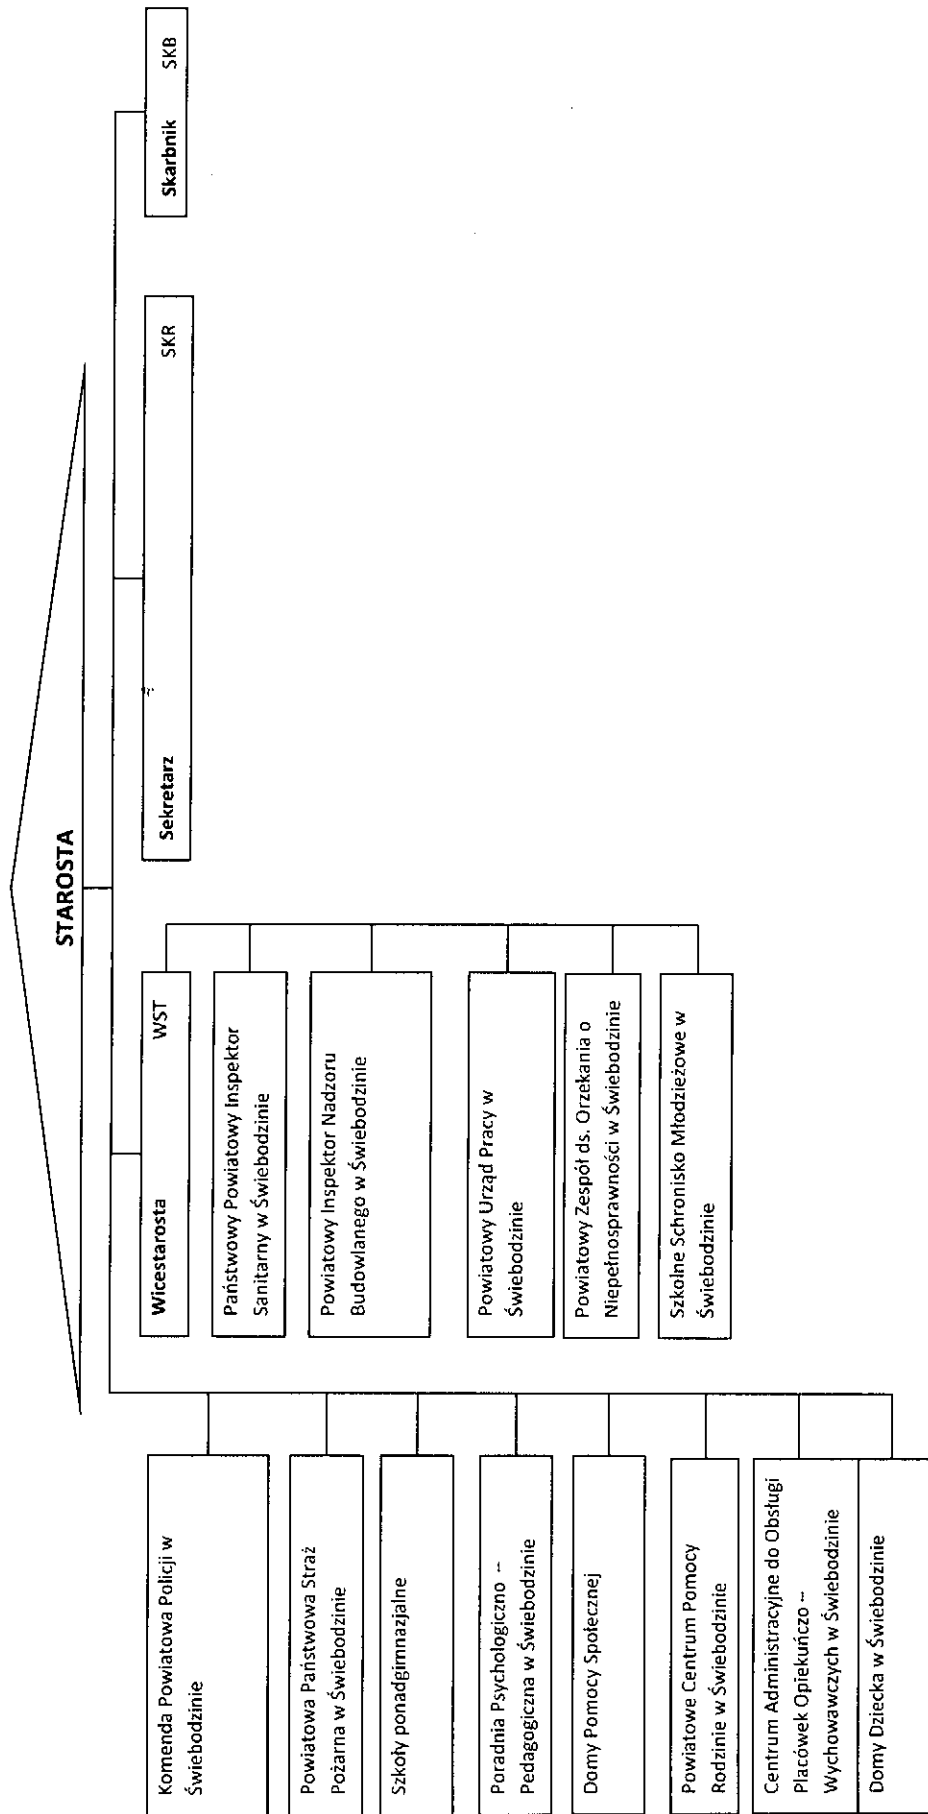 STAROSTA
Komenda Powiatowa Policji w
Świebodzinie
Powiatowa Państwowa Straż
Pożarna w Świebodzinie
Szkoły ponadgimnazjalne
Poradnia Psychologiczno –
Pedagogiczna w Świebodzinie
Domy Pomocy Społecznej
Powiatowe Centrum Pomocy
Rodzinie w Świebodzinie
Centrum Administracyjne do Obsługi
Placówek Opiekuńczo –
Wychowawczych w Świebodzinie
Domy Dziecka w Świebodzinie
Wicestarosta WST
Państwowy Powiatowy Inspektor
Sanitarny w Świebodzinie
Powiatowy Inspektor Nadzoru
Budowlanego w Świebodzinie
Powiatowy Urząd Pracy w
Świebodzinie
Powiatowy Zespół ds. Orzekania o
Niepełnosprawności w Świebodzinie
Szkolne Schronisko Młodzieżowe w
Świebodzinie
Sekretarz SKR
Skarbnik SKB